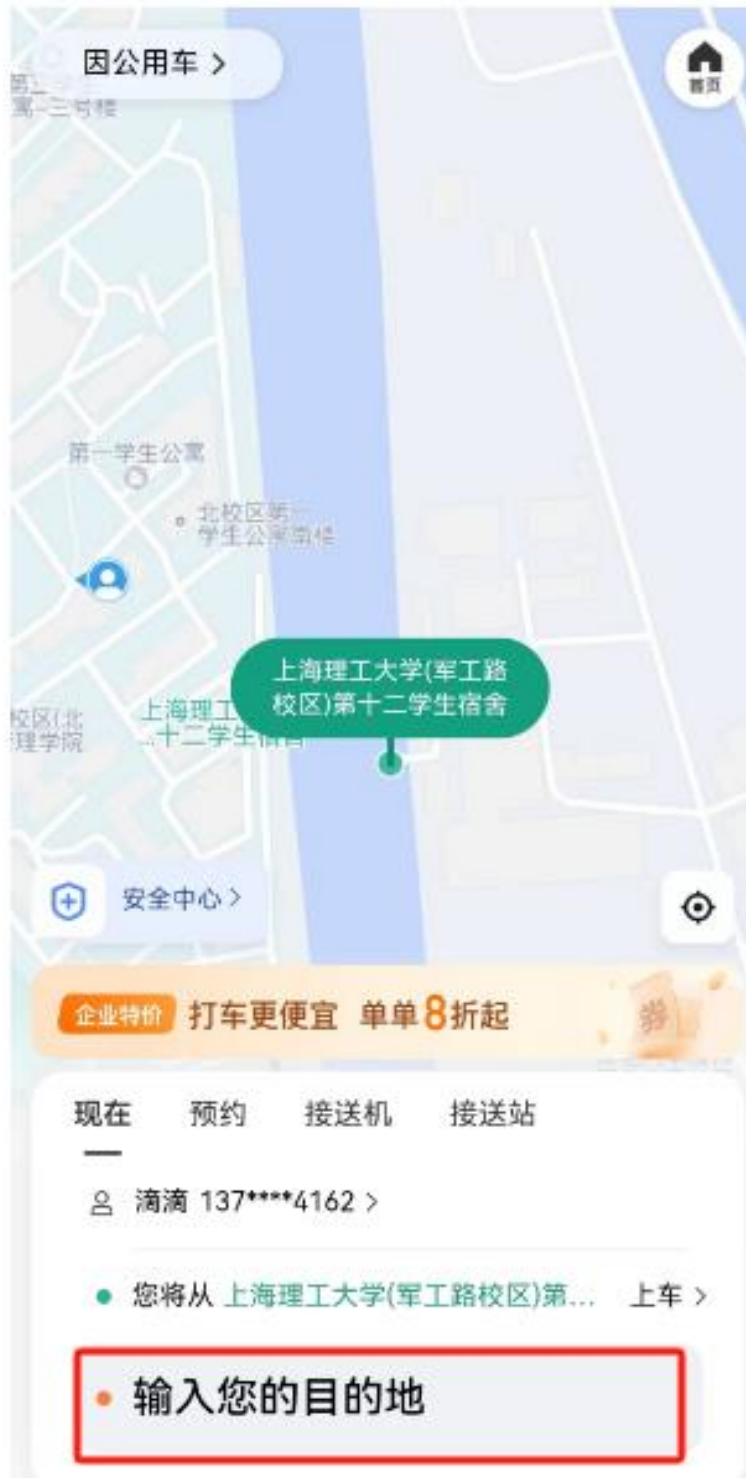 因公用车 >
首页
寓-三号楼
第一学生公寓
北校区第一
学生公寓南楼
上海理工大学(军工路
校区)第十二学生宿舍
校区(北
理学院
上海理工
...十二学生宿舍
安全中心 >
企业特价 打车更便宜 单单8折起
券
现在 预约 接送机 接送站
滴滴 137****4162 >
您将从 上海理工大学(军工路校区)第... 上车 >
输入您的目的地